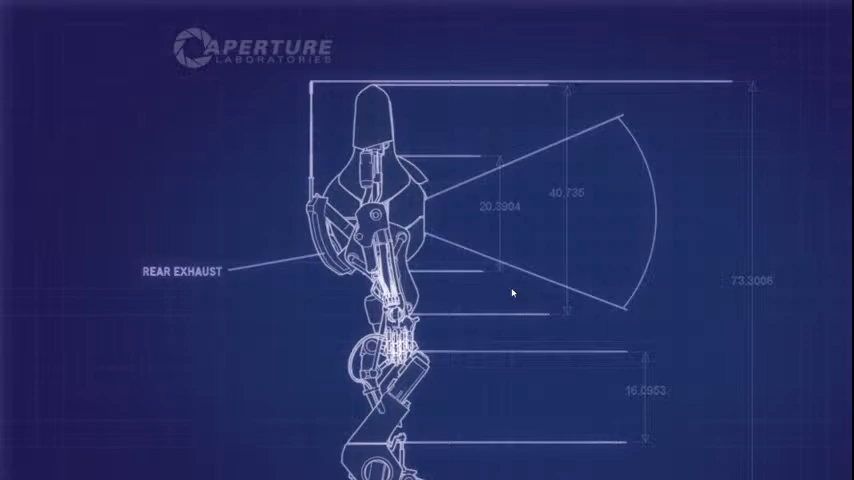 APERTURE
LABORATORIES
40.735
20.3904
REAR EXHAUST
73.3006
16.0953